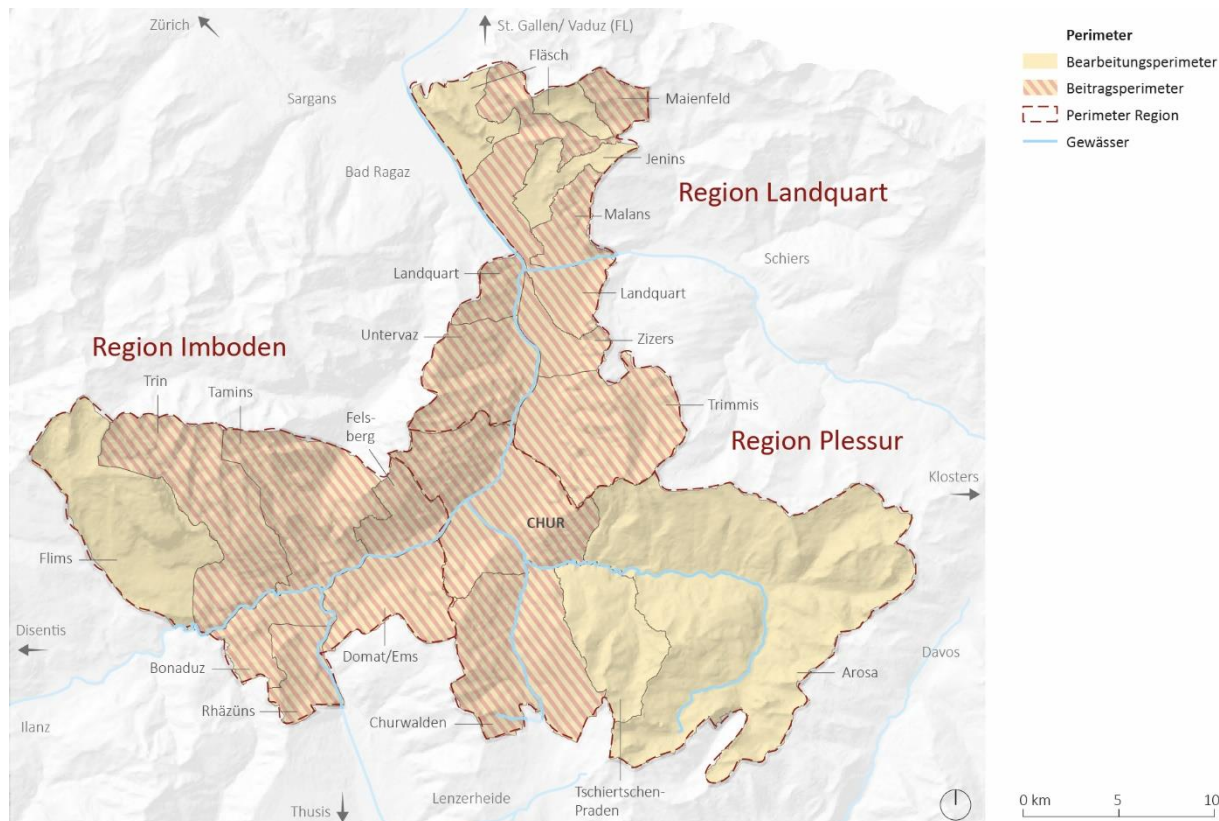 Zürich
St. Gallen/ Vaduz (FL)
Fläsch
Sargans
Maienfeld
Jenins
Bad Ragaz
Region Landquart
Malans
Schiers
Landquart
Landquart
Untervaz
Zizers
Region Imboden
Trin
Tamins
Fels-
berg
Trimmis
Region Plessur
Klosters
CHUR
Flims
Disentis
Bonaduz
Domat/Ems
Davos
Arosa
Rhäzüns
Churwalden
Ilanz
Tschiertschen-
Praden
Lenzerheide
Thusis
Perimeter
Bearbeitungsperimeter
Beitragsperimeter
Perimeter Region
Gewässer
0 km 5 10